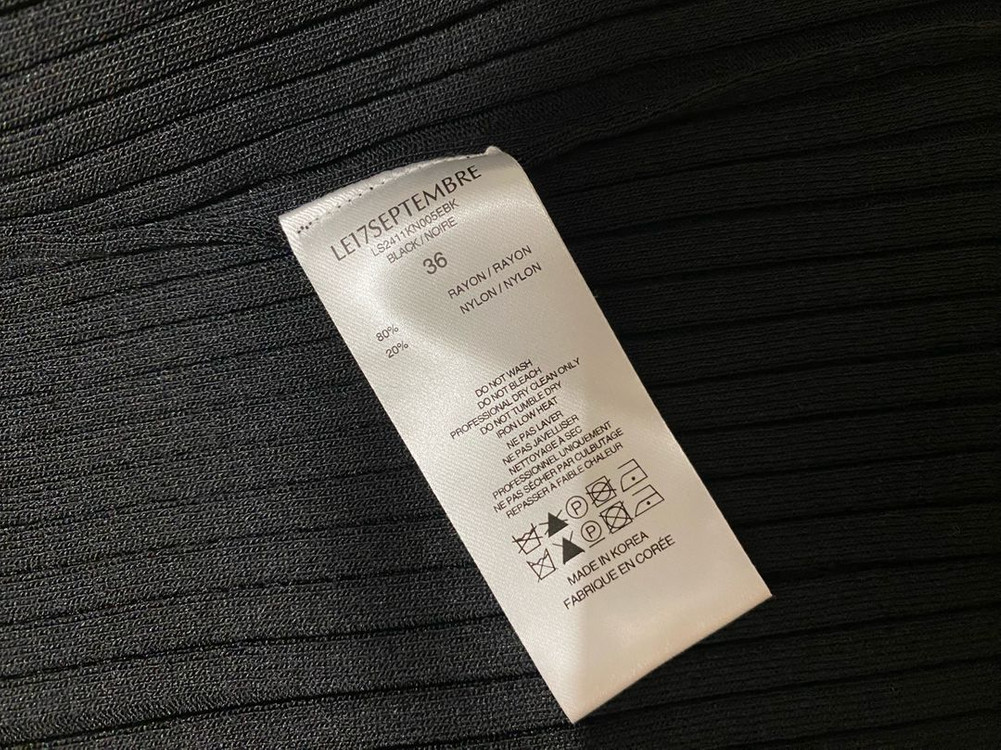 LE17SEPTEMBRE
LS2411KN005EBK
BLACK / NOIRE
36
80% RAYON / RAYON
20% NYLON / NYLON
DO NOT WASH
DO NOT BLEACH
PROFESSIONAL DRY CLEAN ONLY
DO NOT TUMBLE DRY
IRON LOW HEAT
NE PAS LAVER
NE PAS JAVELLISER
NETTOYAGE À SEC
PROFESSIONNEL UNIQUEMENT
NE PAS SÉCHER PAR CULBUTAGE
REPASSER À FAIBLE CHALEUR
P
P
MADE IN KOREA
FABRIQUE EN CORÉE